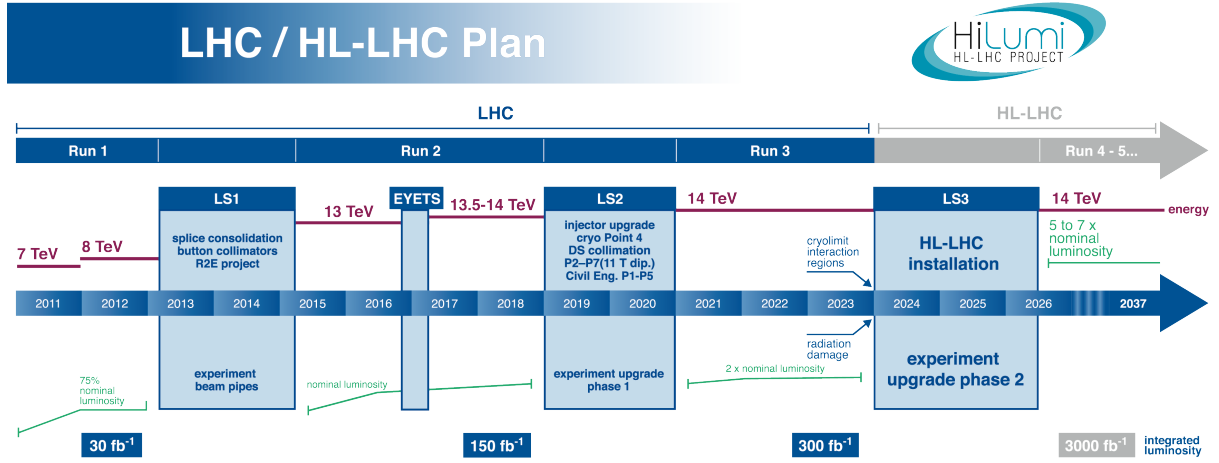 LHC / HL-LHC Plan
HiLumi
HL-LHC PROJECT
LHC
HL-LHC
Run 1
Run 2
Run 3
Run 4 - 5...
LS1
EYETS
LS2
LS3
13 TeV
13.5-14 TeV
14 TeV
14 TeV
energy
7 TeV
8 TeV
splice consolidation
button collimators
R2E project
injector upgrade
cryo Point 4
DS collimation
P2–P7(11 T dip.)
Civil Eng. P1-P5
cryolimit
interaction
regions
HL-LHC
installation
5 to 7 x
nominal
luminosity
2011
2012
2013
2014
2015
2016
2017
2018
2019
2020
2021
2022
2023
2024
2025
2026
2037
75%
nominal
luminosity
experiment
beam pipes
nominal luminosity
experiment upgrade
phase 1
2 x nominal luminosity
radiation
damage
experiment
upgrade phase 2
30 fb⁻¹
150 fb⁻¹
300 fb⁻¹
3000 fb⁻¹
integrated
luminosity